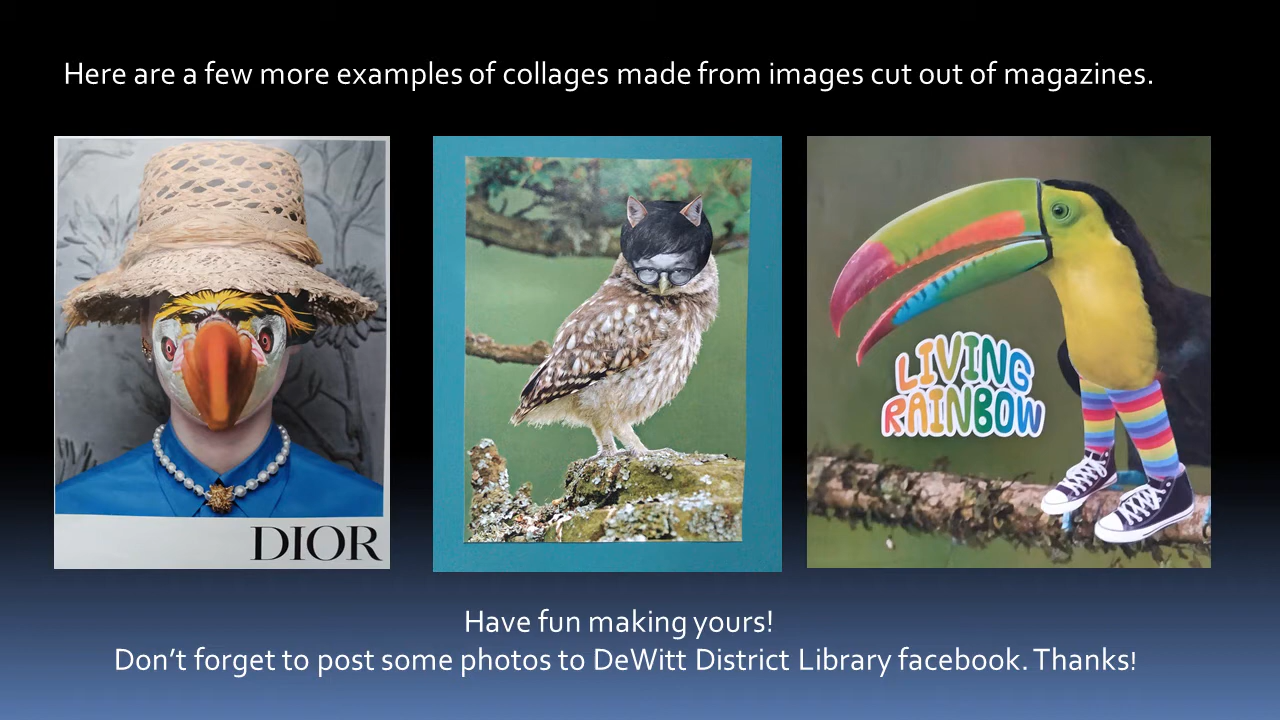 Here are a few more examples of collages made from images cut out of magazines.
DIOR
LIVING
RAINBOW
Have fun making yours!
Don't forget to post some photos to DeWitt District Library facebook. Thanks!